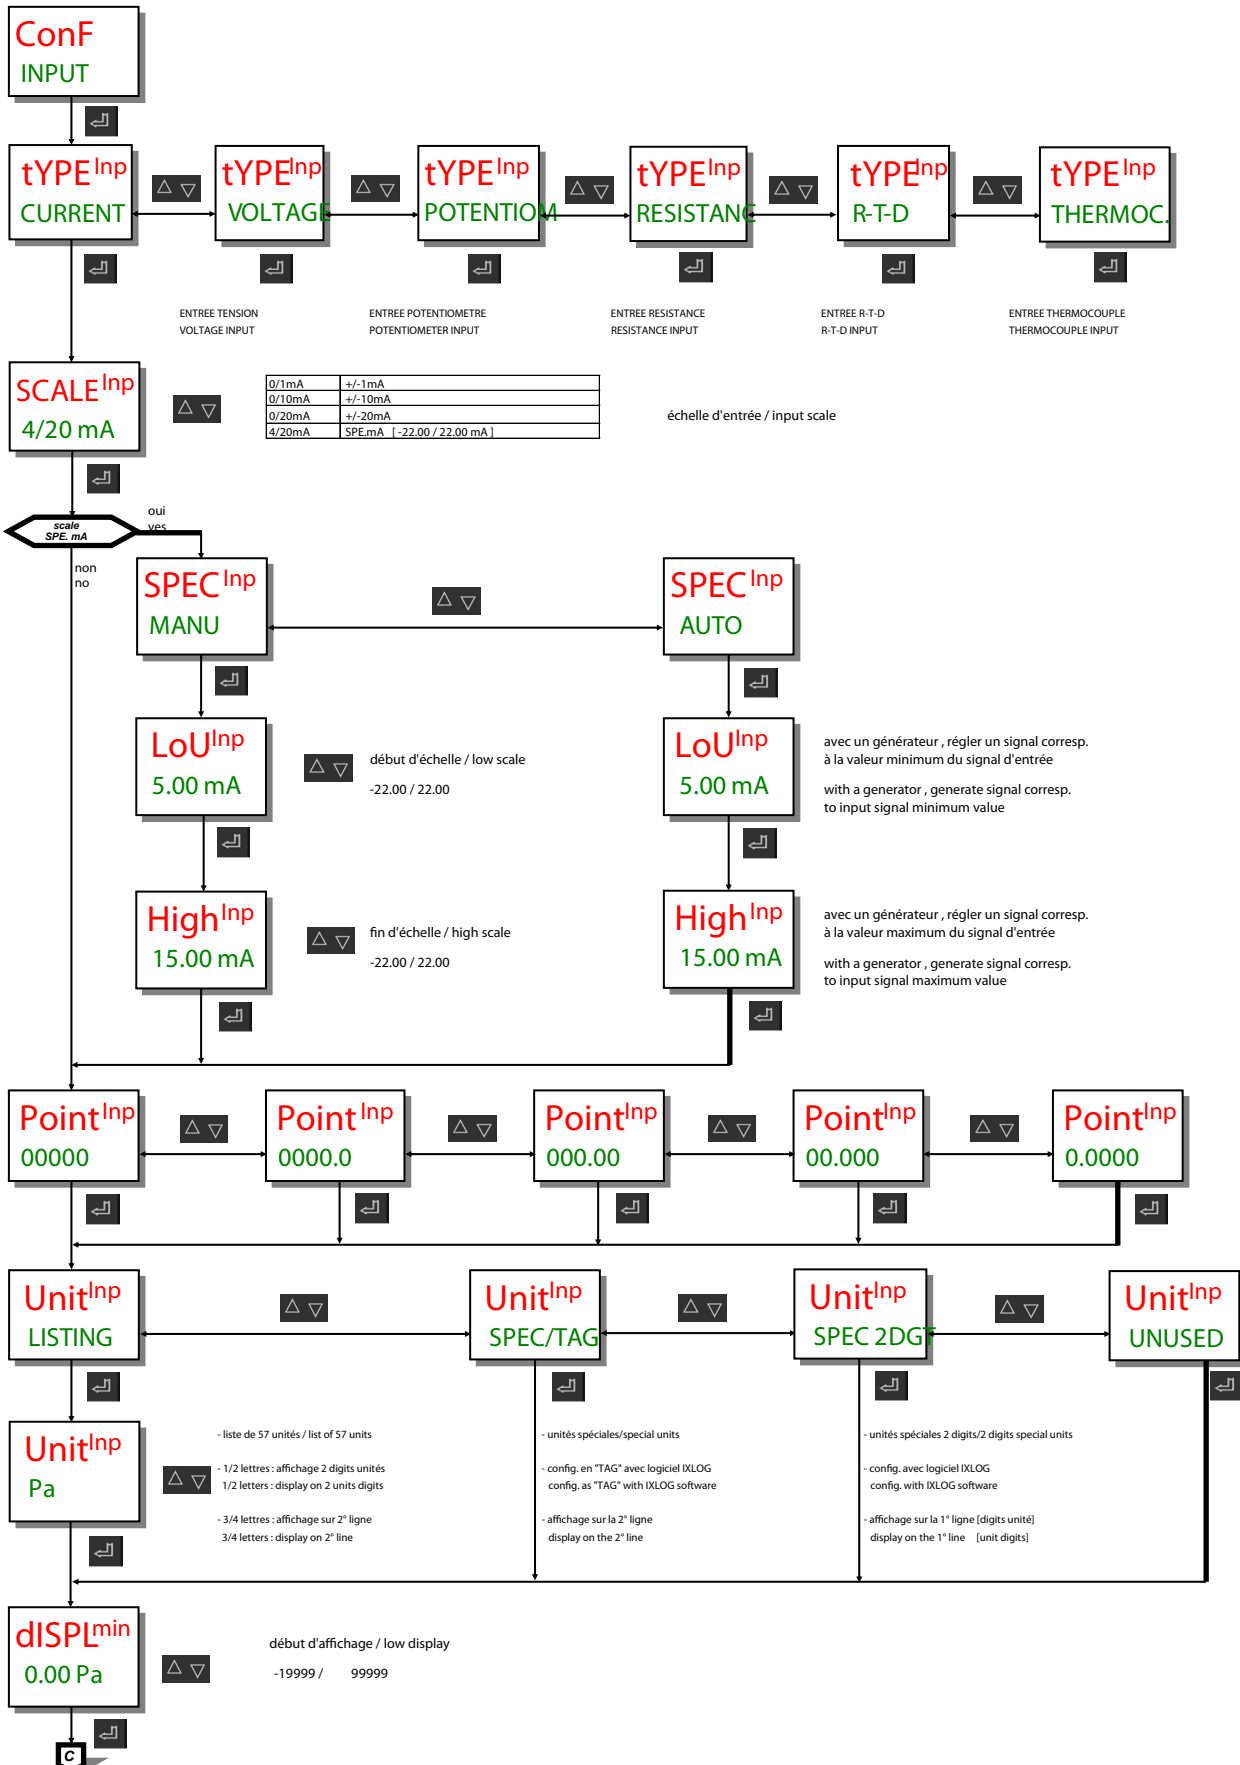 ConF
INPUT
tYPE Inp
CURRENT
tYPE Inp
VOLTAGE
tYPE Inp
POTENTIOM
tYPE Inp
RESISTANC
tYPE np
R-T-D
tYPE Inp
THERMOC.
ENTREE TENSION
VOLTAGE INPUT
ENTREE POTENTIOMETRE
POTENTIOMETER INPUT
ENTREE RESISTANCE
RESISTANCE INPUT
ENTREE R-T-D
R-T-D INPUT
ENTREE THERMOCOUPLE
THERMOCOUPLE INPUT
SCALE Inp
4/20 mA
0/1mA +/-1mA
0/10mA +/-10mA
0/20mA +/-20mA
4/20mA SPE.mA [ -22.00 / 22.00 mA ]
échelle d'entrée / input scale
scale
SPE. mA
oui
yes
non
no
SPEC Inp
MANU
SPEC Inp
AUTO
LoU Inp
5.00 mA
début d'échelle / low scale
-22.00 / 22.00
LoU Inp
5.00 mA
avec un générateur , régler un signal corresp.
à la valeur minimum du signal d'entrée
with a generator , generate signal corresp.
to input signal minimum value
High Inp
15.00 mA
fin d'échelle / high scale
-22.00 / 22.00
High Inp
15.00 mA
avec un générateur , régler un signal corresp.
à la valeur maximum du signal d'entrée
with a generator , generate signal corresp.
to input signal maximum value
Point Inp
00000
Point Inp
0000.0
Point Inp
000.00
Point Inp
00.000
Point Inp
0.0000
Unit Inp
LISTING
Unit Inp
SPEC/TAG
Unit Inp
SPEC 2DGT
Unit Inp
UNUSED
Unit Inp
Pa
- liste de 57 unités / list of 57 units
- 1/2 lettres : affichage 2 digits unités
1/2 letters : display on 2 units digits
- 3/4 lettres : affichage sur 2° ligne
3/4 letters : display on 2° line
- unités spéciales/special units
- config. en "TAG" avec logiciel IXLOG
config. as "TAG" with IXLOG software
- affichage sur la 2° ligne
display on the 2° line
- unités spéciales 2 digits/2 digits special units
- config. avec logiciel IXLOG
config. with IXLOG software
- affichage sur la 1° ligne [digits unité]
display on the 1° line [unit digits]
dISPL min
0.00 Pa
début d'affichage / low display
-19999 / 99999
C